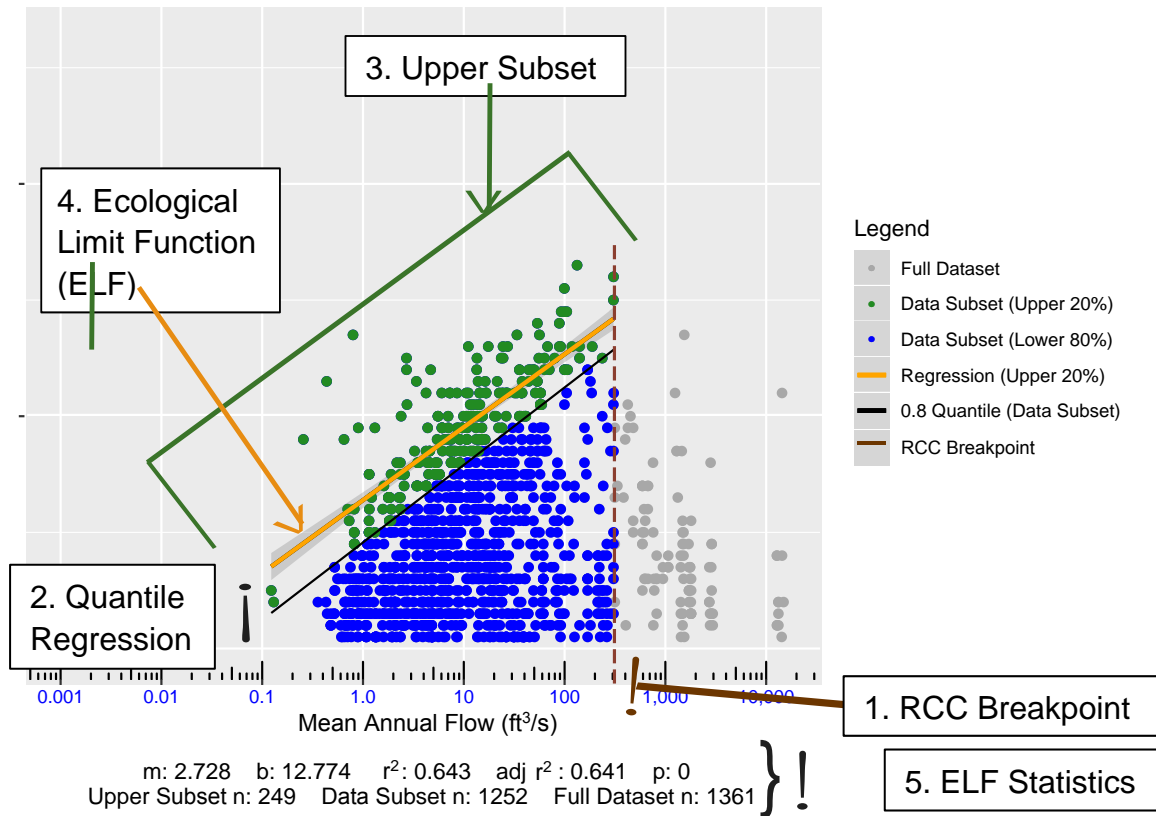 3. Upper Subset
4. Ecological
Limit Function
(ELF)
2. Quantile
Regression
Legend
Full Dataset
Data Subset (Upper 20%)
Data Subset (Lower 80%)
Regression (Upper 20%)
0.8 Quantile (Data Subset)
RCC Breakpoint
0.001 0.01 0.1 1.0 10 100 1,000 10,000
Mean Annual Flow (ft³/s)
1. RCC Breakpoint
5. ELF Statistics
m: 2.728 b: 12.774 r²: 0.643 adj r² : 0.641 p: 0
Upper Subset n: 249 Data Subset n: 1252 Full Dataset n: 1361